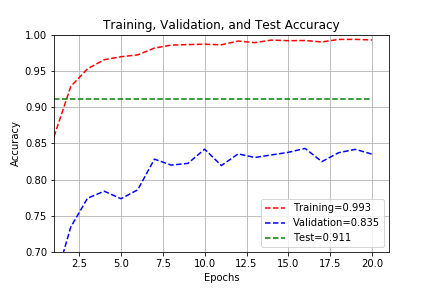 Training, Validation, and Test Accuracy
Accuracy
1.00
0.95
0.90
0.85
0.80
0.75
0.70
Training=0.993
Validation=0.835
Test=0.911
2.5 5.0 7.5 10.0 12.5 15.0 17.5 20.0
Epochs